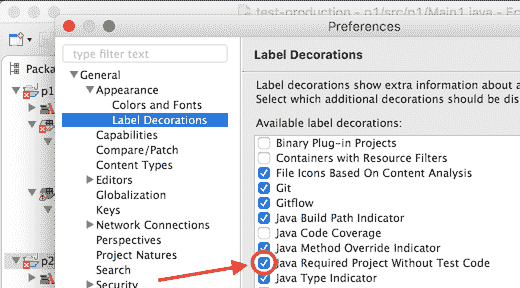 test-production - p1/src/p1/Main1.java - E
Preferences
Packa
p1
p2
type filter text
General
Appearance
Colors and Fonts
Label Decorations
Capabilities
Compare/Patch
Content Types
Editors
Globalization
Keys
Network Connections
Perspectives
Project Natures
Search
Security
Label Decorations
Label decorations show extra information about a
Select which additional decorations should be dis
Available label decorations:
Binary Plug-in Projects
Containers with Resource Filters
File Icons Based On Content Analysis
Git
Gitflow
Java Build Path Indicator
Java Code Coverage
Java Method Override Indicator
Java Required Project Without Test Code
Java Type Indicator